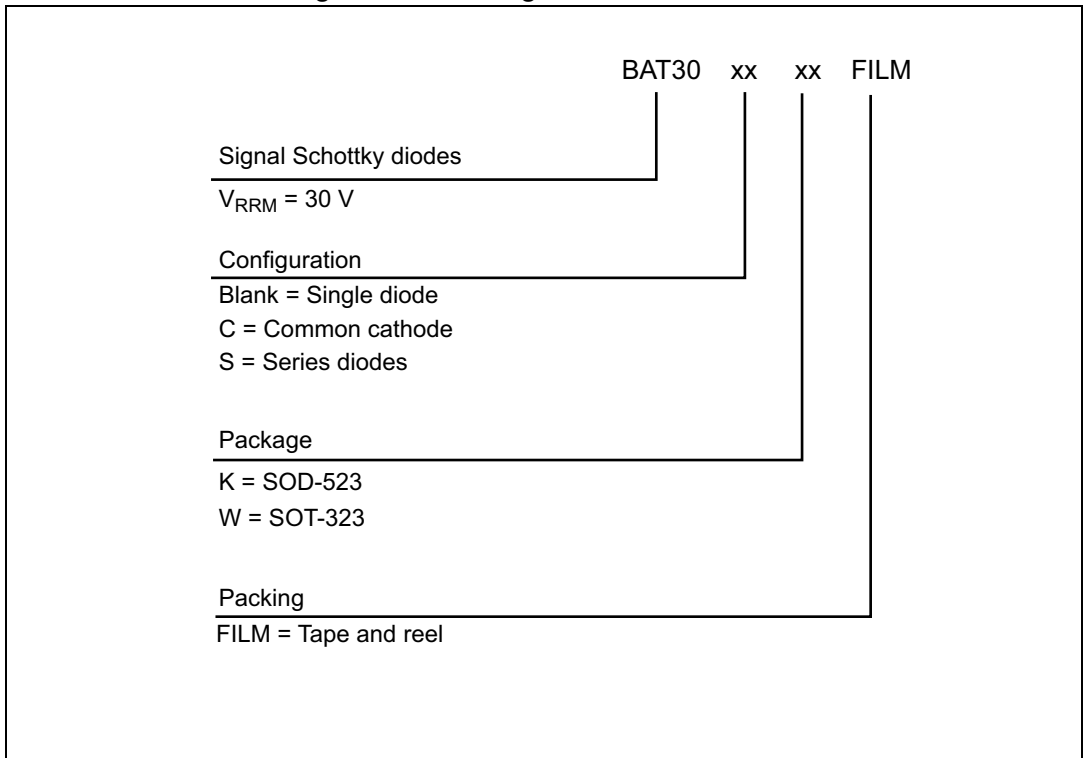 BAT30 xx xx FILM
Signal Schottky diodes
VRRM = 30 V
Configuration
Blank = Single diode
C = Common cathode
S = Series diodes
Package
K = SOD-523
W = SOT-323
Packing
FILM = Tape and reel